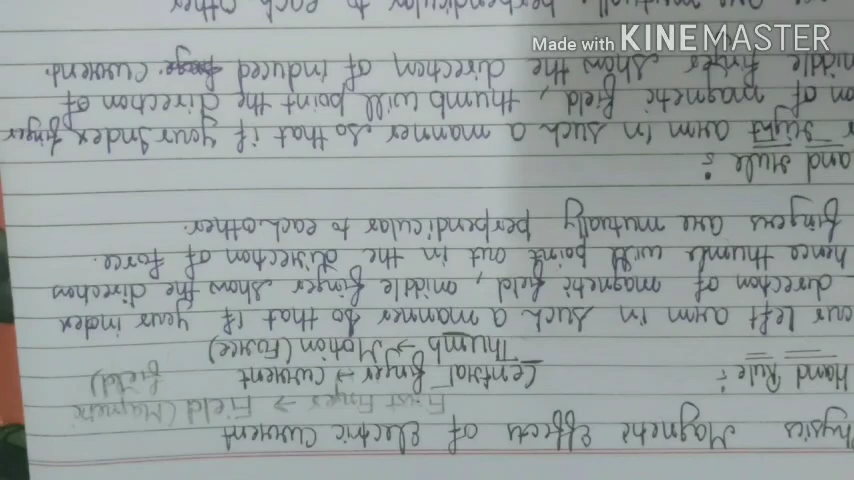 Physics Magnetic Effects of electric current
First Finger → Field (Magnetic field)
Hand Rule :- Central finger → current
Thumb → Motion (Force)
our left arm in such a manner so that if your index
direction of magnetic field, middle finger show the direction
hence thumb will point out in the direction of force.
fingers are mutually perpendicular to each other.
and rule :-
r right arm in such a manner so that if your Index finger
on of magnetic field, thumb will point the direction of
middle finger show the direction of induced current.
are mutually perpendicular to each other
Made with KINEMASTER